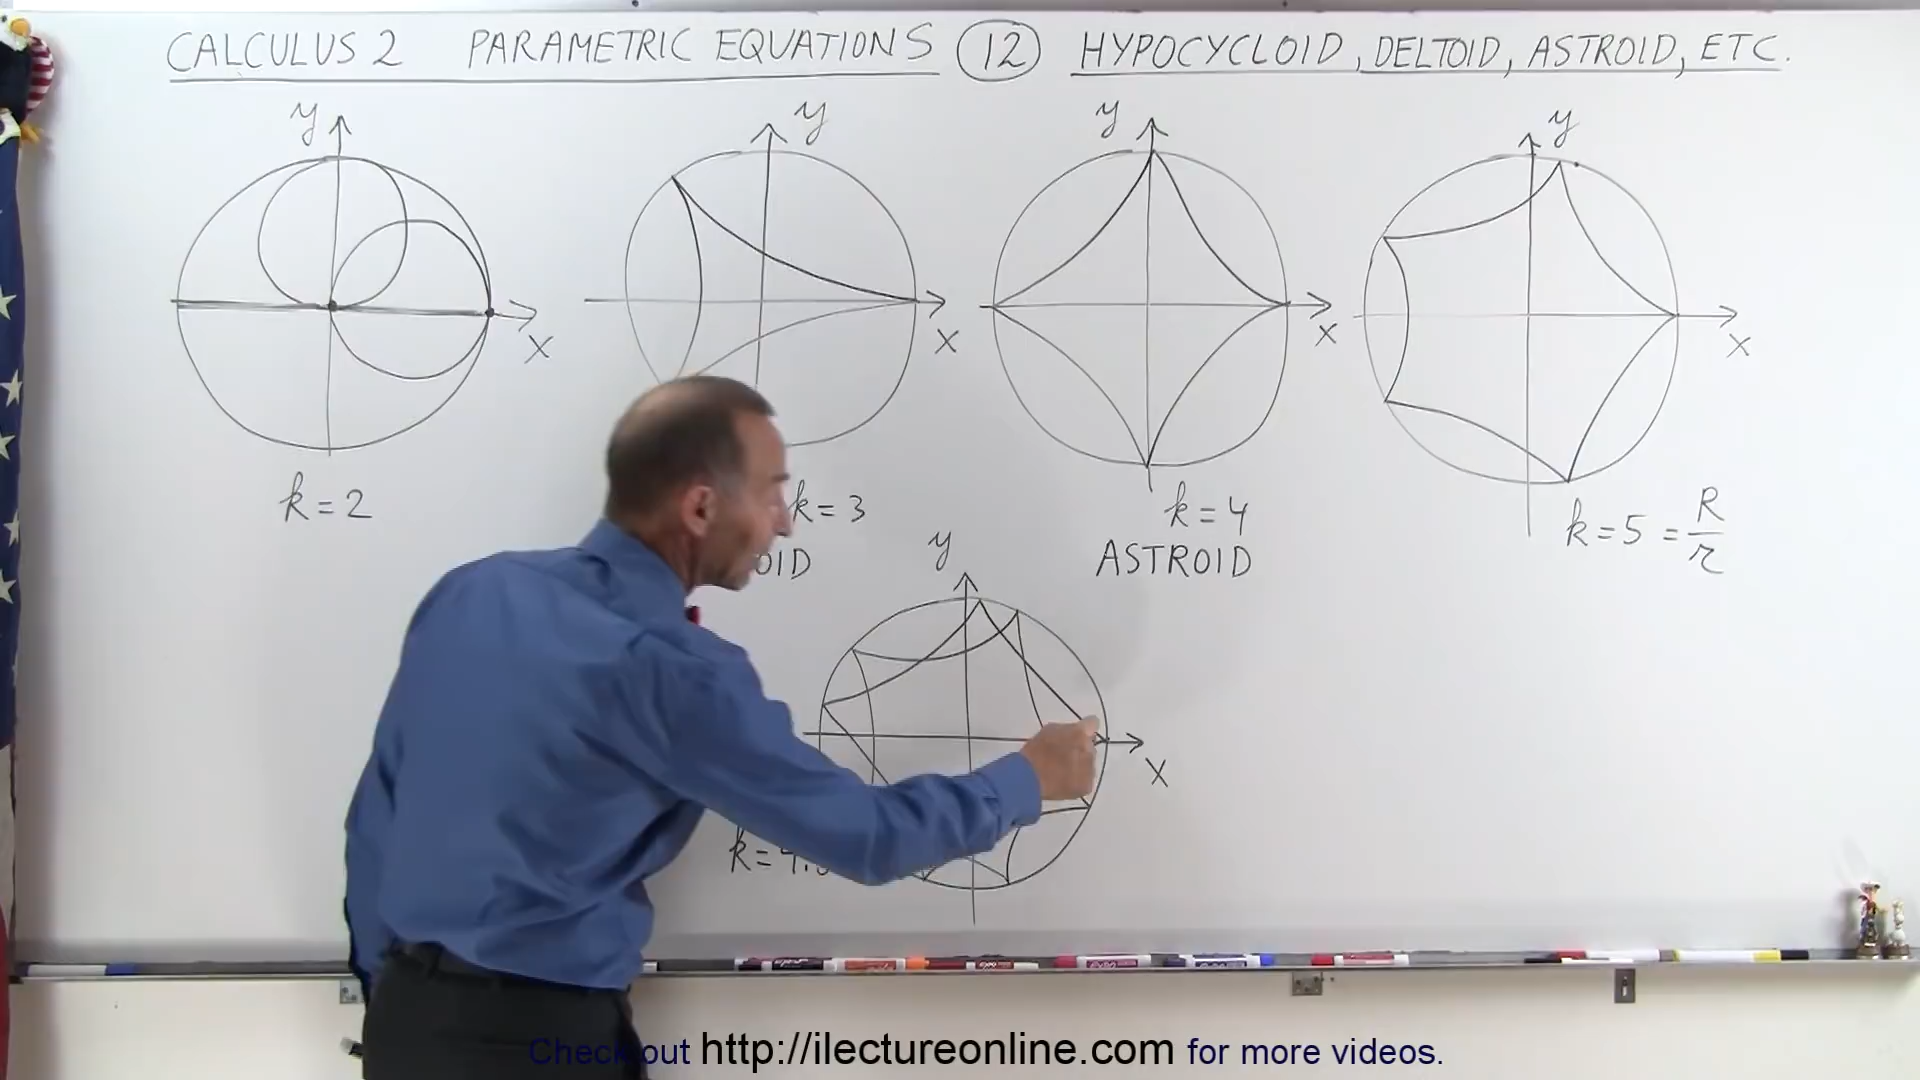 CALCULUS 2 PARAMETRIC EQUATIONS 12 HYPOCYCLOID, DELTOID, ASTROID, ETC.
y
y
y
y
x
x
x
x
k = 2
k = 3
k = 4
k = 5 = R/r
OID
ASTROID
y
x
k =
Check out http://ilectureonline.com for more videos.